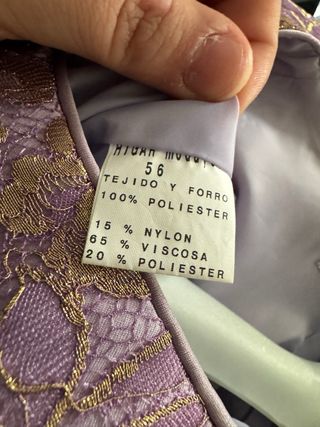 56
TEJIDO Y FORRO
100% POLIESTER
15 % NYLON
65 % VISCOSA
20 % POLIESTER